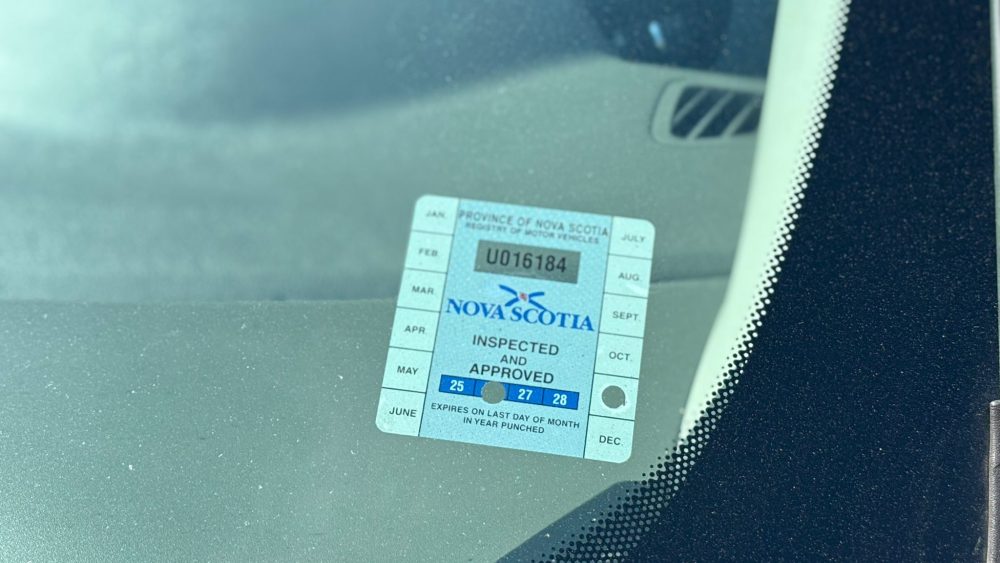 PROVINCE OF NOVA SCOTIA
REGISTRY OF MOTOR VEHICLES
U016184
NOVA SCOTIA
INSPECTED
AND
APPROVED
25 27 28
EXPIRES ON LAST DAY OF MONTH
IN YEAR PUNCHED
JAN.
FEB.
MAR.
APR.
MAY
JUNE
JULY
AUG.
SEPT.
OCT.
DEC.